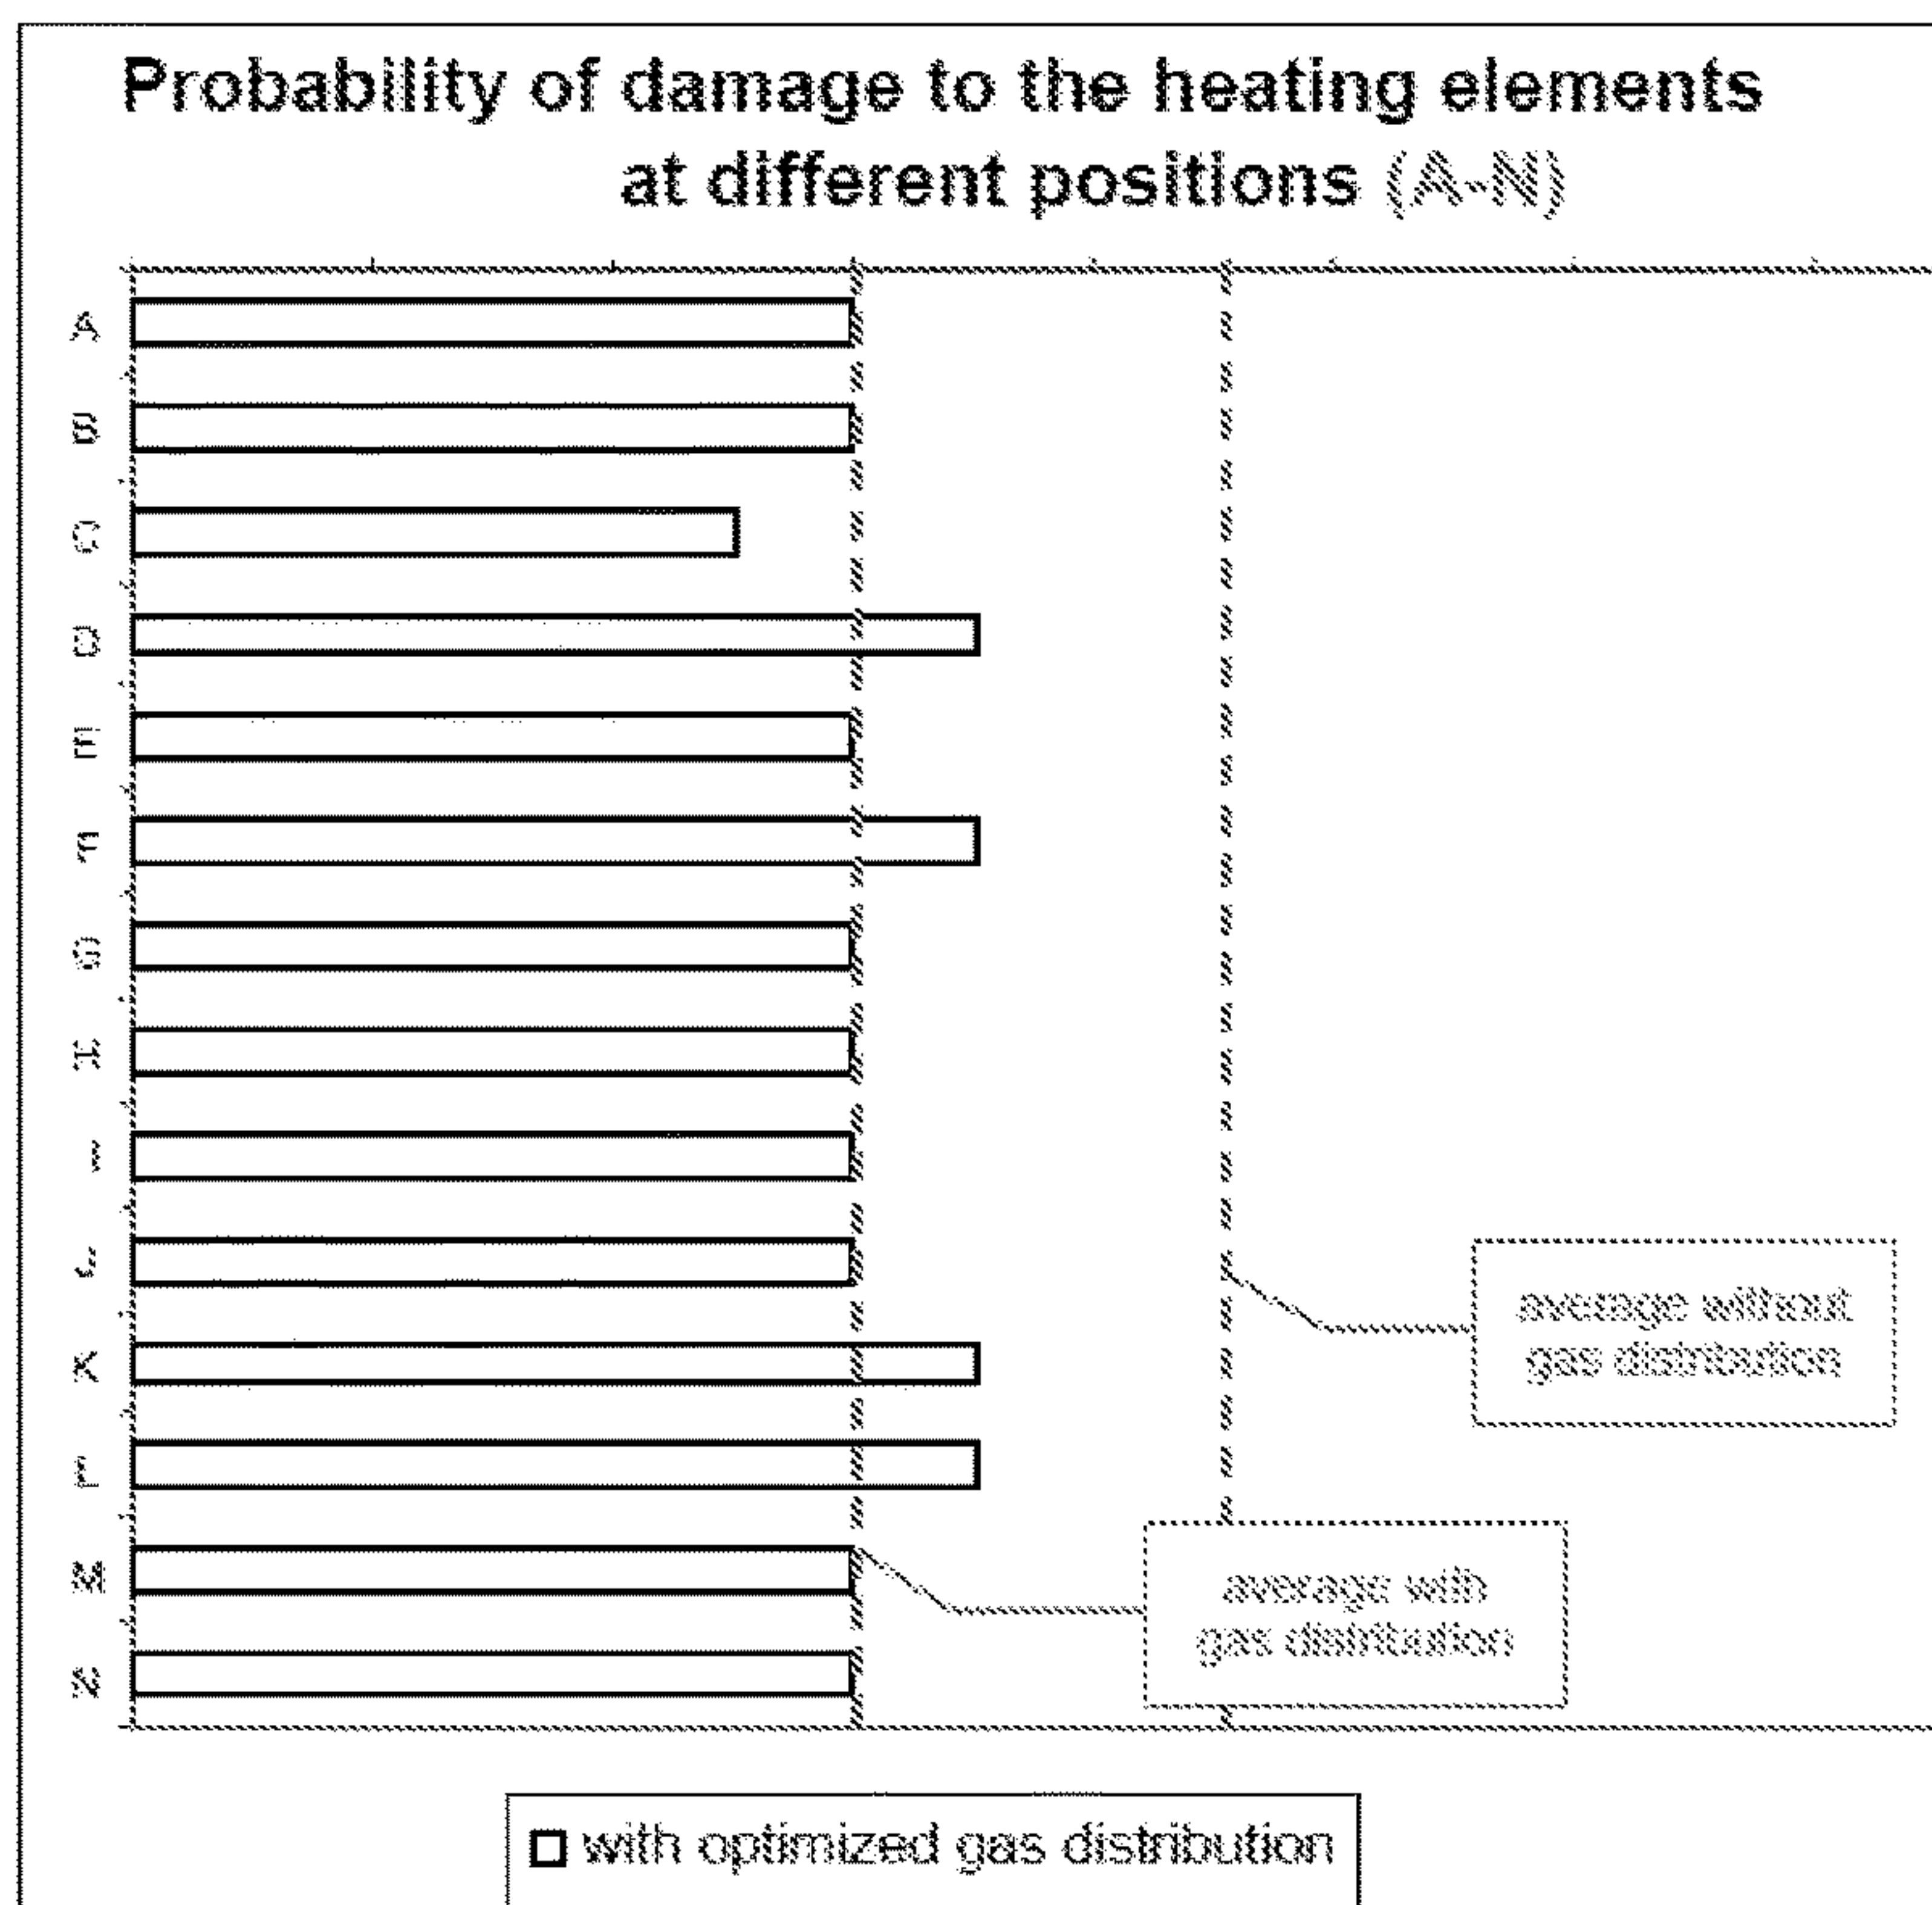 Probability of damage to the heating elements
at different positions (A-N)
A
B
C
D
E
F
G
H
I
J
K
L
M
N
average without
gas distribution
average with
gas distribution
with optimized gas distribution